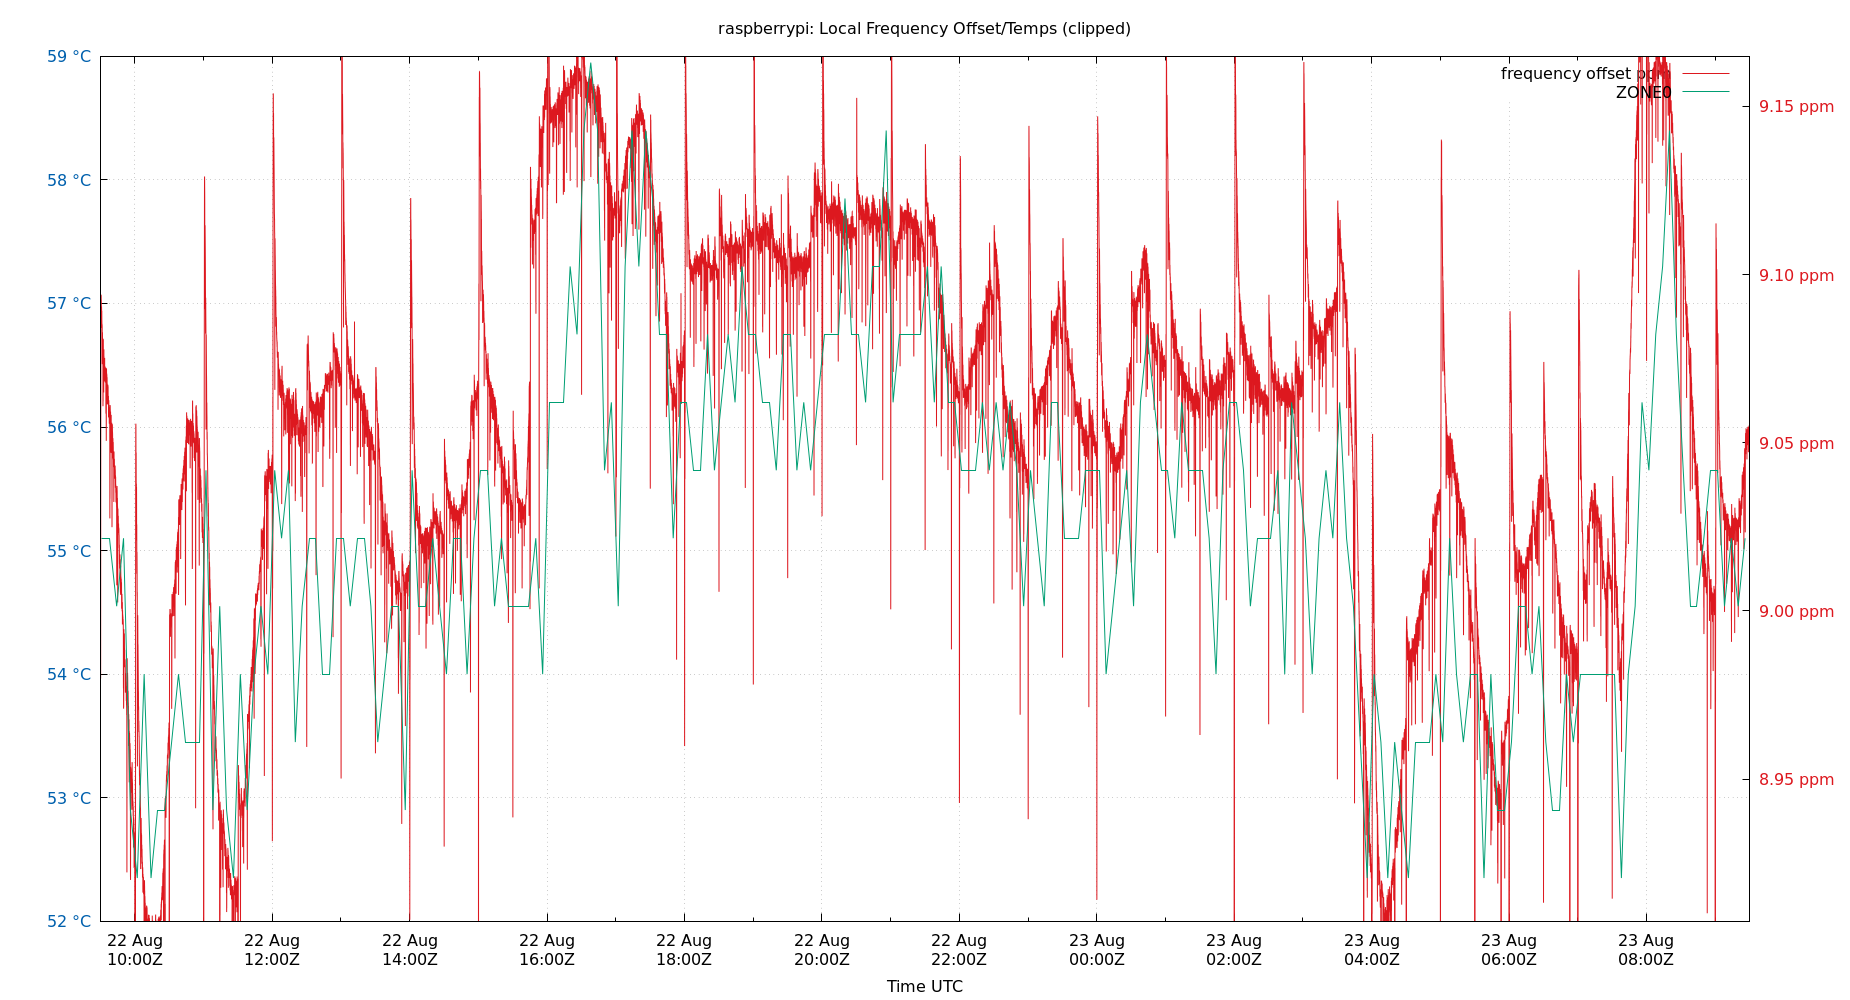 raspberrypi: Local Frequency Offset/Temps (clipped)
59 °C
58 °C
57 °C
56 °C
55 °C
54 °C
53 °C
52 °C
frequency offset ppm
ZONE0
9.15 ppm
9.10 ppm
9.05 ppm
9.00 ppm
8.95 ppm
22 Aug 22 Aug 22 Aug 22 Aug 22 Aug 22 Aug 22 Aug 23 Aug 23 Aug 23 Aug 23 Aug 23 Aug
10:00Z 12:00Z 14:00Z 16:00Z 18:00Z 20:00Z 22:00Z 00:00Z 02:00Z 04:00Z 06:00Z 08:00Z
Time UTC